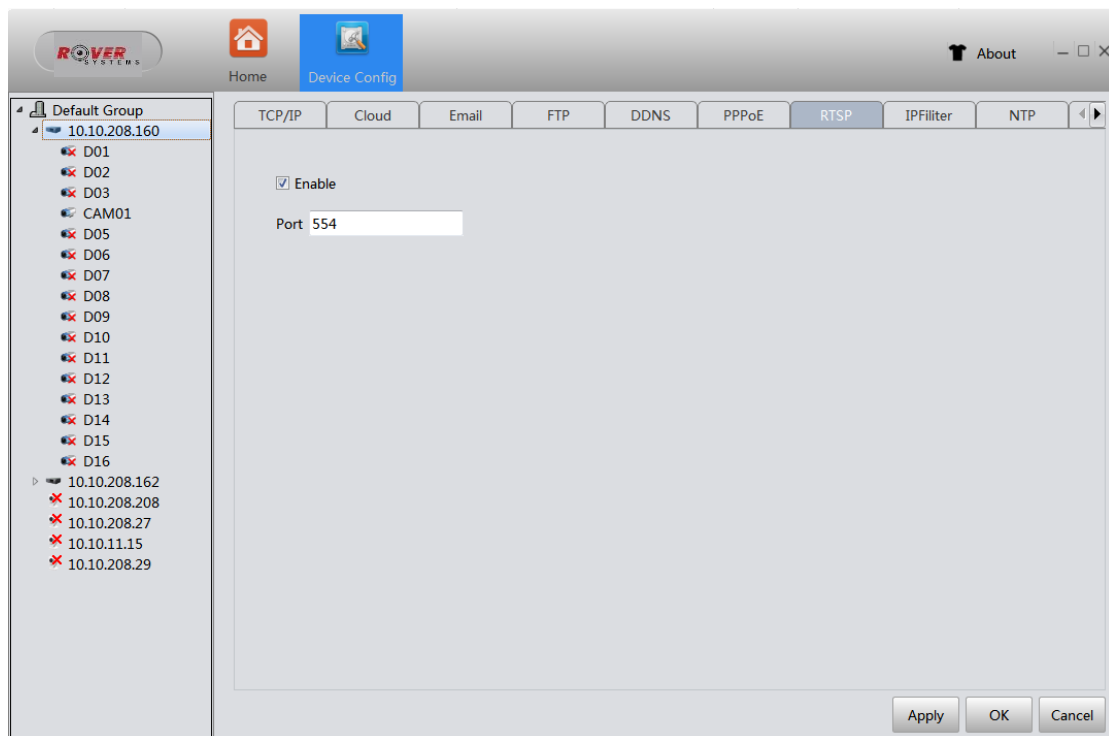 ROVER
SYSTEMS
Home
Device Config
About
Default Group
10.10.208.160
D01
D02
D03
CAM01
D05
D06
D07
D08
D09
D10
D11
D12
D13
D14
D15
D16
10.10.208.162
10.10.208.208
10.10.208.27
10.10.11.15
10.10.208.29
TCP/IP
Cloud
Email
FTP
DDNS
PPPoE
RTSP
IPFiliter
NTP
Enable
Port 554
Apply
OK
Cancel